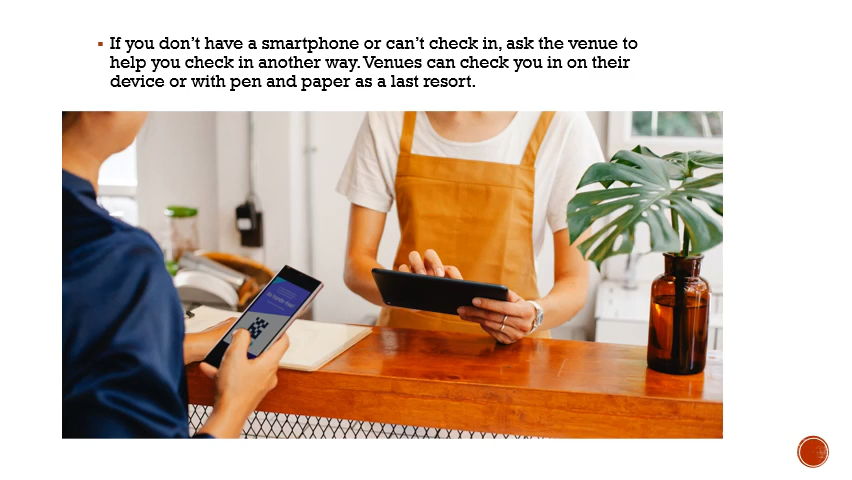 If you don’t have a smartphone or can’t check in, ask the venue to
help you check in another way. Venues can check you in on their
device or with pen and paper as a last resort.